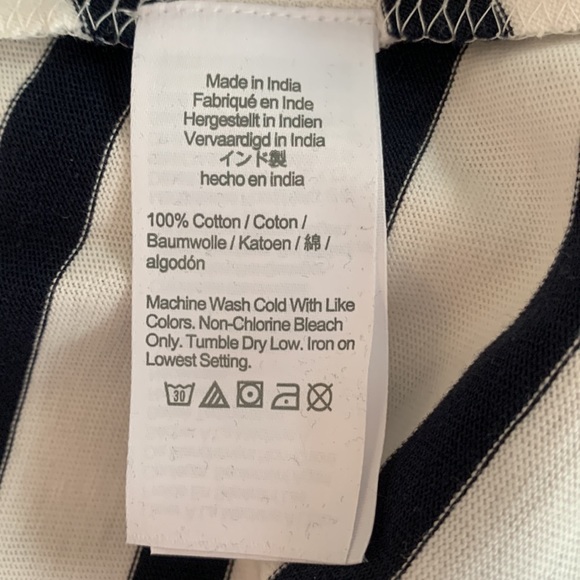 Made in India
Fabriqué en Inde
Hergestellt in Indien
Vervaardigd in India
インド製
hecho en india
100% Cotton / Coton /
Baumwolle / Katoen / 綿 /
algodón
Machine Wash Cold With Like
Colors. Non-Chlorine Bleach
Only. Tumble Dry Low. Iron on
Lowest Setting.
30